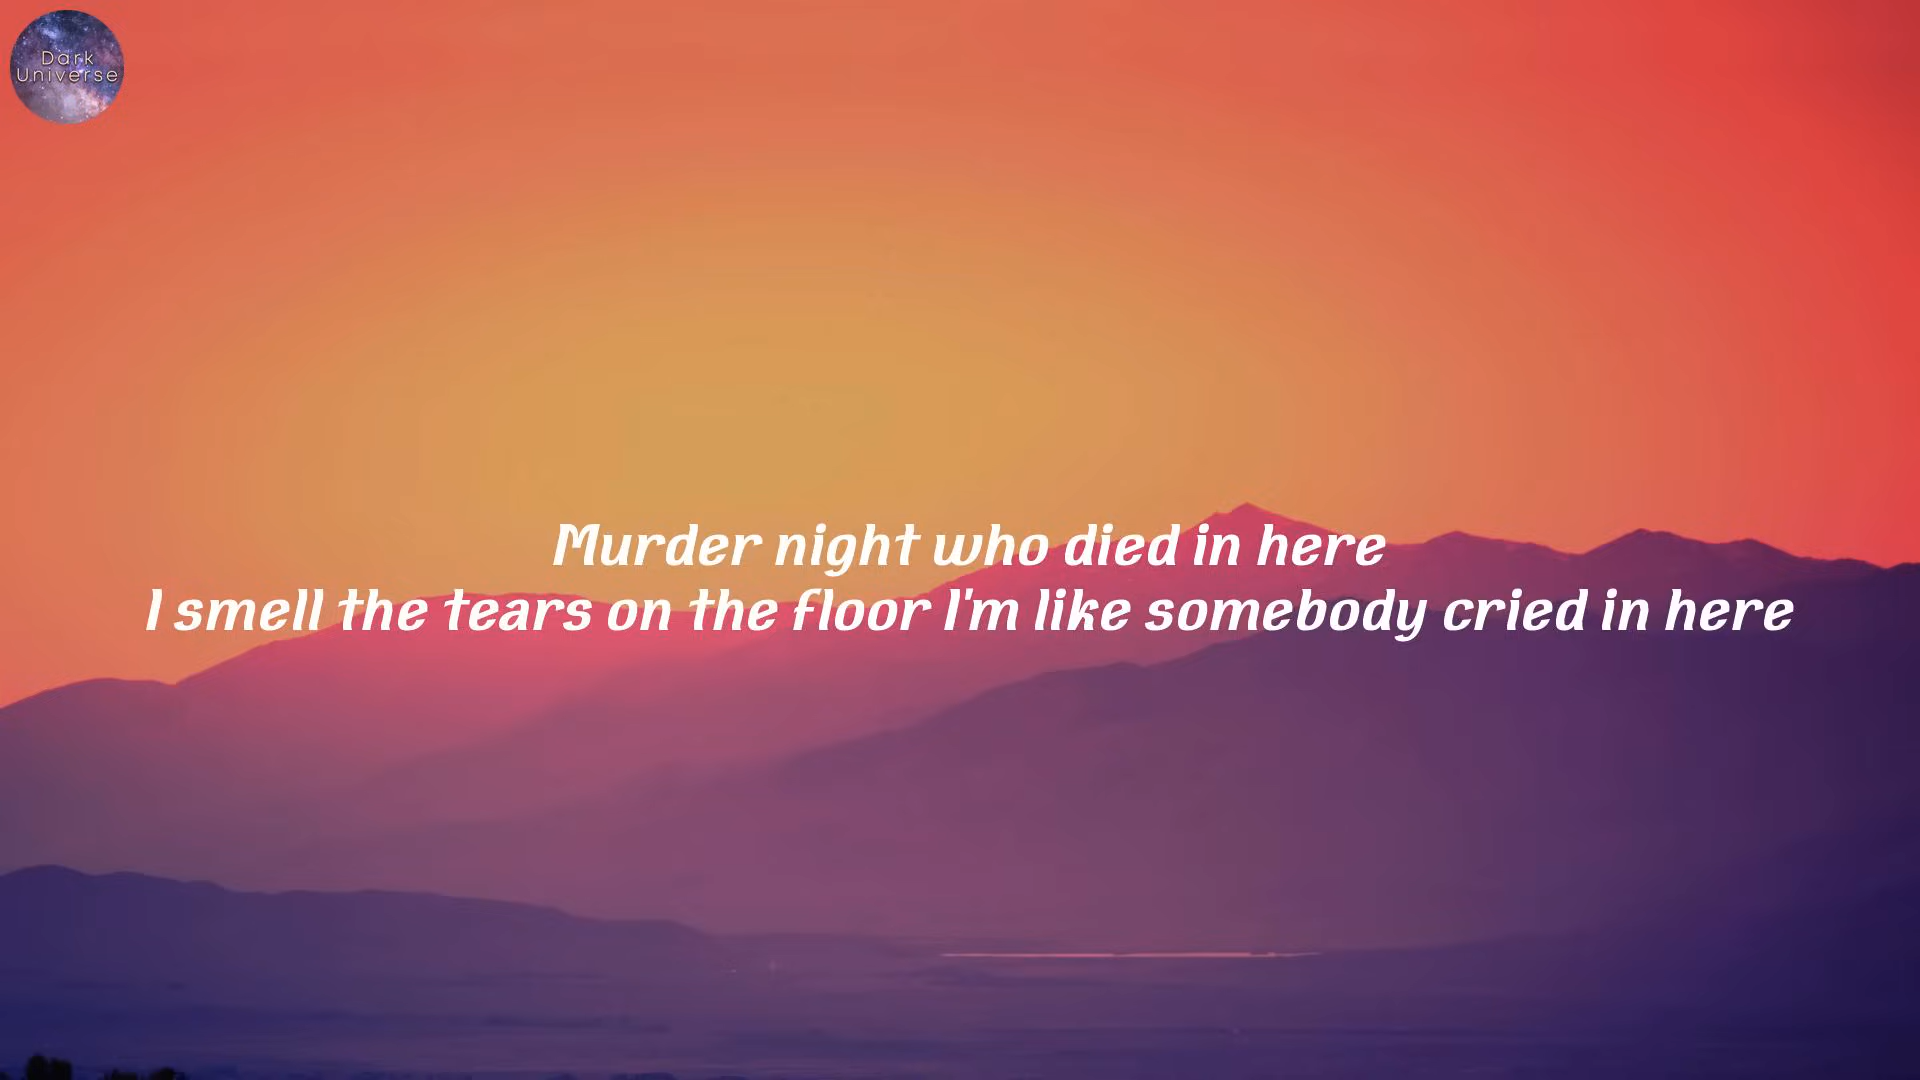 Dark
Universe
Murder night who died in here
I smell the tears on the floor I'm like somebody cried in here